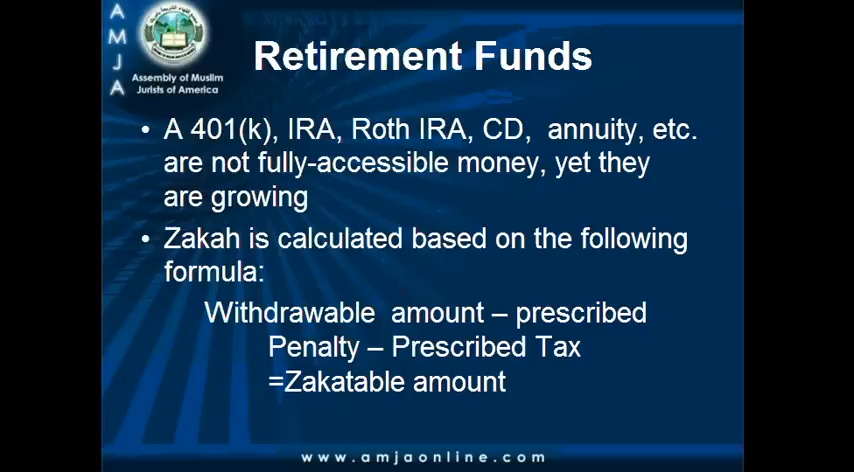 A
M
J
A
Assembly of Muslim
Jurists of America
Retirement Funds
• A 401(k), IRA, Roth IRA, CD, annuity, etc.
are not fully-accessible money, yet they
are growing
• Zakah is calculated based on the following
formula:
Withdrawable amount – prescribed
Penalty – Prescribed Tax
=Zakatable amount
www.amjaonline.com